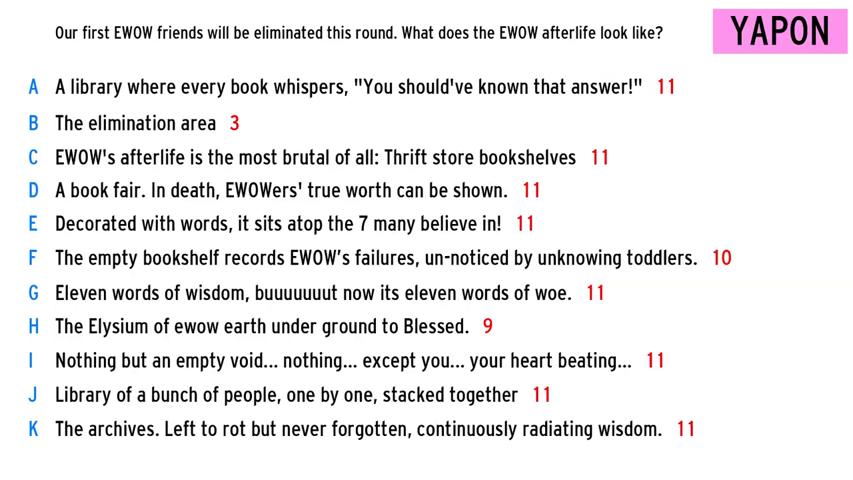 Our first EWOW friends will be eliminated this round. What does the EWOW afterlife look like?
YAPON
A A library where every book whispers, "You should've known that answer!" 11
B The elimination area 3
C EWOW's afterlife is the most brutal of all: Thrift store bookshelves 11
D A book fair. In death, EWOWers' true worth can be shown. 11
E Decorated with words, it sits atop the 7 many believe in! 11
F The empty bookshelf records EWOW’s failures, un-noticed by unknowing toddlers. 10
G Eleven words of wisdom, buuuuuuut now its eleven words of woe. 11
H The Elysium of ewow earth under ground to Blessed. 9
I Nothing but an empty void... nothing... except you... your heart beating... 11
J Library of a bunch of people, one by one, stacked together 11
K The archives. Left to rot but never forgotten, continuously radiating wisdom. 11